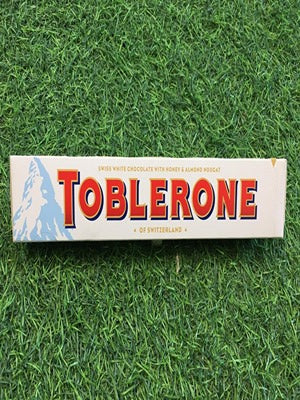 SWISS WHITE CHOCOLATE WITH HONEY & ALMOND NOUGAT
TOBLERONE
OF SWITZERLAND